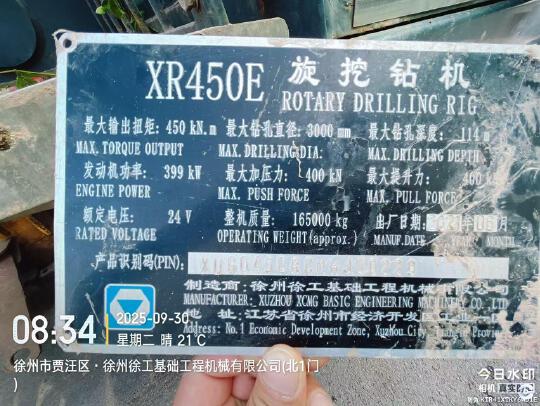 XR450E 旋挖钻机
ROTARY DRILLING RIG
最大输出扭矩: 450 kN.m 最大钻孔直径: 3000 mm 最大钻孔深度: 114 m
MAX. TORQUE OUTPUT MAX. DRILLING DIA: MAX. DRILLING DEPTH
发动机功率: 399 kW 最大加压力: 400 kN 最大提升力:
ENGINE POWER MAX. PUSH FORCE MAX. PULL FORCE
额定电压: 24 V 整机质量: 165000 kg 出厂日期 年 月
RATED VOLTAGE OPERATING WEIGHT(approx.) MANUF.DATE YEAR MONTH
产品识别码(PIN):
制造商: 徐州徐工基础工程机械有限公司
MANUFACTURER: XUZHOU XCMG BASIC ENGINEERING MACHINERY CO. LTD
地 址: 江苏省徐州市经济开发区工业
Address: No.1 Economic Development Zone, Xuzhou City, Jiangsu Province
08:34
2025-09-30
星期二 晴 21℃
徐州市贾汪区·徐州徐工基础工程机械有限公司(北1门
)
今日水印
相机